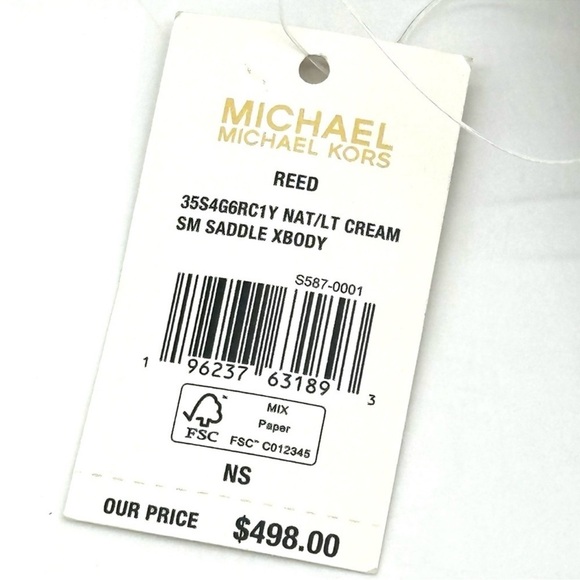 MICHAEL
MICHAEL KORS
REED
35S4G6RC1Y NAT/LT CREAM
SM SADDLE XBODY
S587-0001
1 96237 63189 3
FSC
MIX
Paper
FSC™ C012345
NS
OUR PRICE $498.00